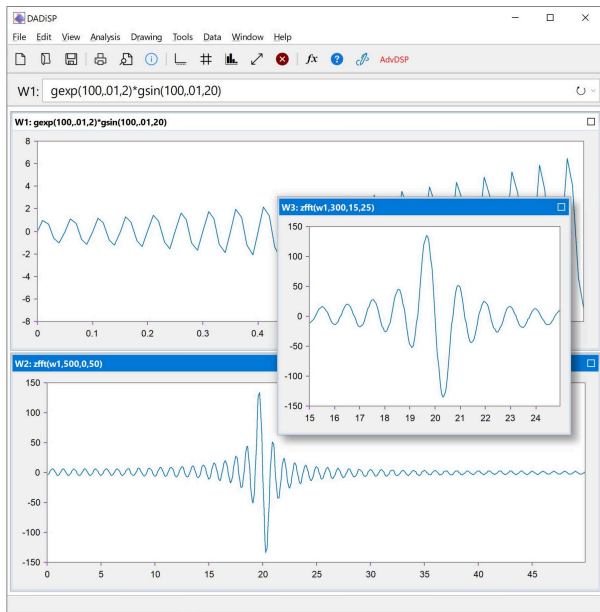 DADiSP
File Edit View Analysis Drawing Tools Data Window Help
fx AdvDSP
W1: gexp(100,.01,2)*gsin(100,.01,20)
W1: gexp(100,.01,2)*gsin(100,.01,20)
8
6
4
2
0
-2
-4
-6
-8
0 0.1 0.2 0.3 0.4
W3: zfft(w1,300,15,25)
150
100
50
0
-50
-100
-150
15 16 17 18 19 20 21 22 23 24
W2: zfft(w1,500,0,50)
150
100
50
0
-50
-100
-150
0 5 10 15 20 25 30 35 40 45